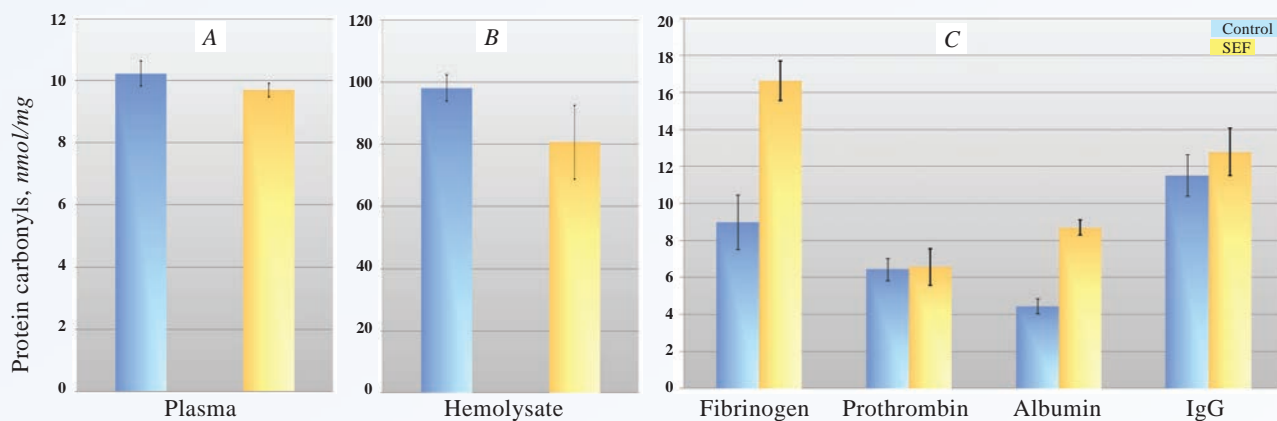 Protein carbonyls, nmol/mg
A
12
10
8
6
4
2
0
Plasma
B
120
100
80
60
40
20
0
Hemolysate
C
Control
SEF
20
18
16
14
12
10
8
6
4
2
0
Fibrinogen Prothrombin Albumin IgG